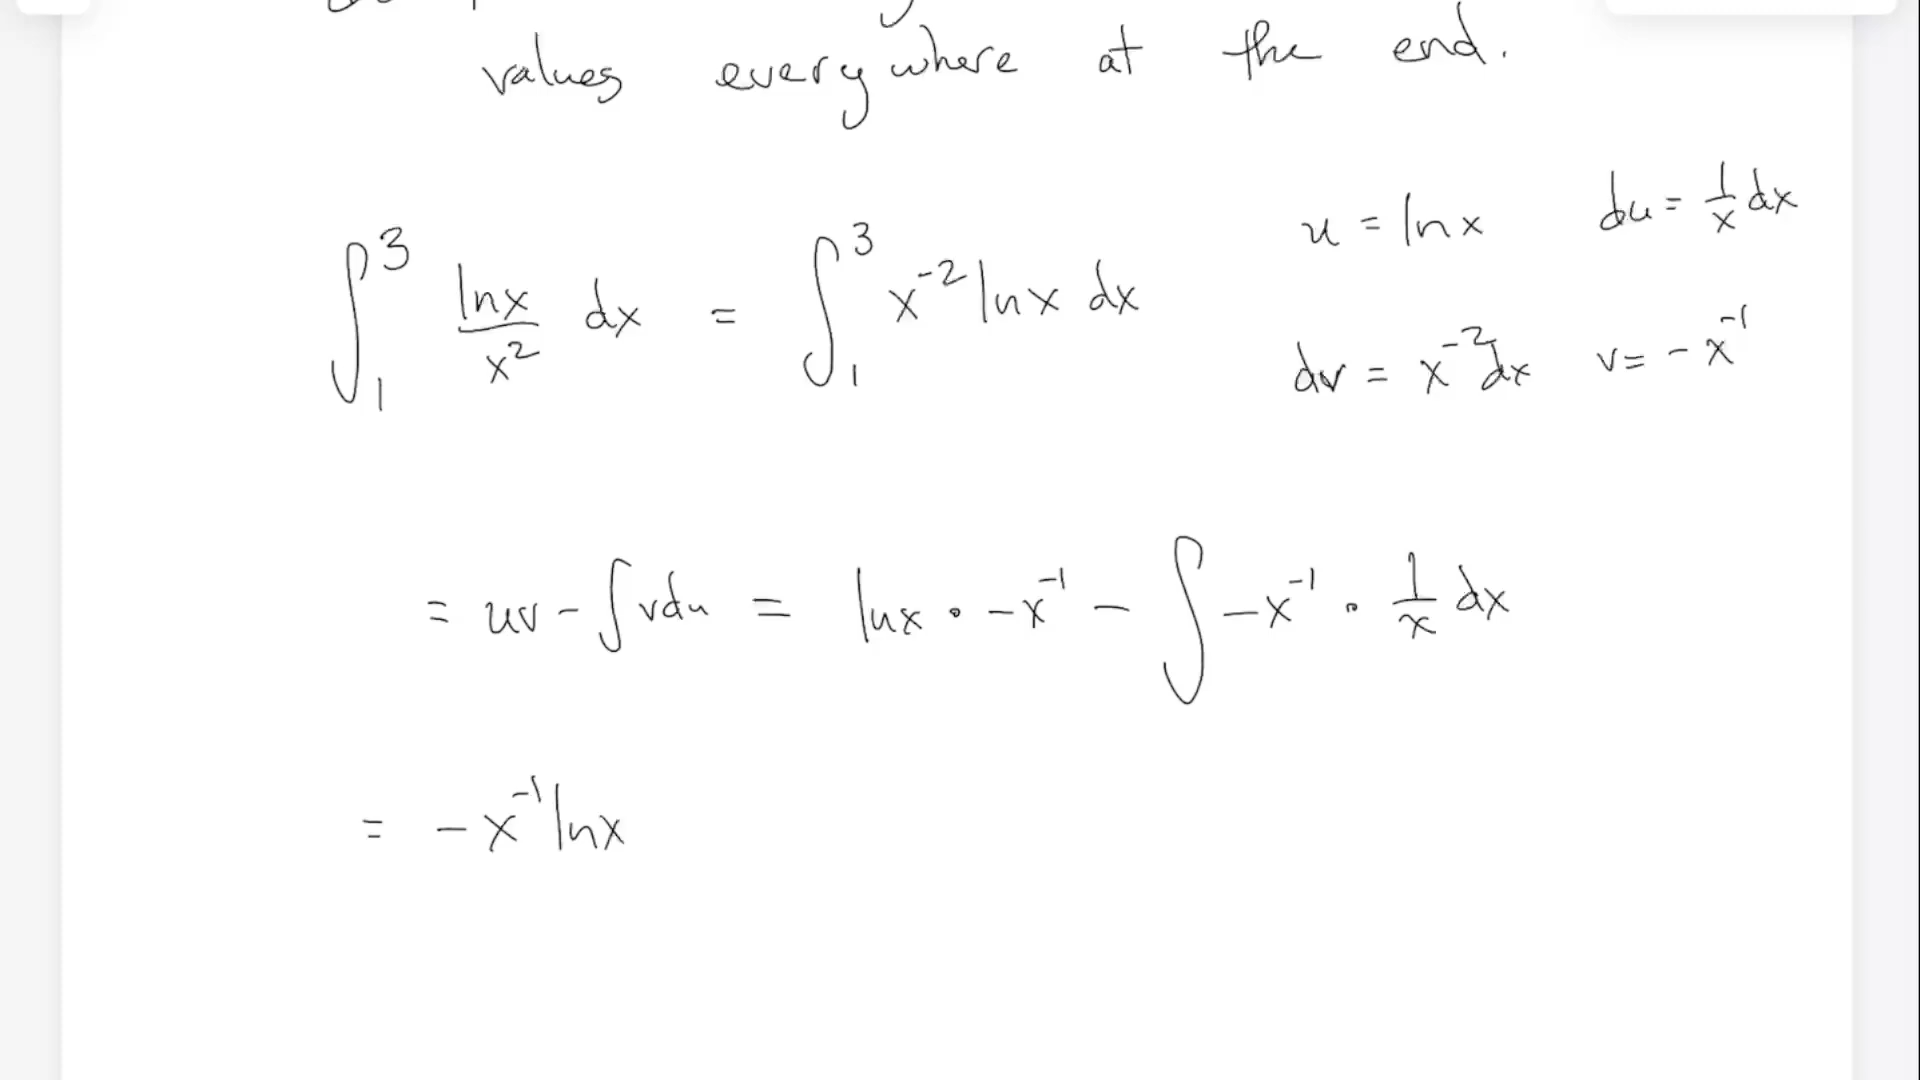 values everywhere at the end.
∫₁³ lnx/x² dx = ∫₁³ x⁻² lnx dx
u = lnx du = 1/x dx
dv = x⁻² dx v = -x⁻¹
= uv - ∫vdu = lnx · -x⁻¹ - ∫ -x⁻¹ · 1/x dx
= -x⁻¹ lnx